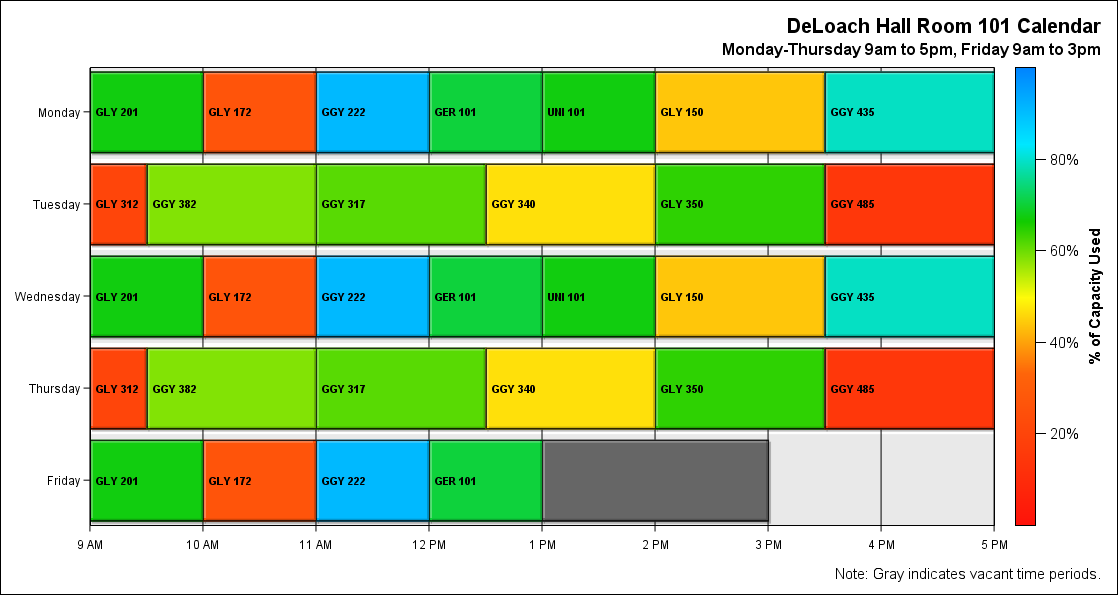 DeLoach Hall Room 101 Calendar
Monday-Thursday 9am to 5pm, Friday 9am to 3pm
Monday
GLY 201 GLY 172 GGY 222 GER 101 UNI 101 GLY 150 GGY 435
Tuesday
GLY 312 GGY 382 GGY 317 GGY 340 GLY 350 GGY 485
Wednesday
GLY 201 GLY 172 GGY 222 GER 101 UNI 101 GLY 150 GGY 435
Thursday
GLY 312 GGY 382 GGY 317 GGY 340 GLY 350 GGY 485
Friday
GLY 201 GLY 172 GGY 222 GER 101
9 AM 10 AM 11 AM 12 PM 1 PM 2 PM 3 PM 4 PM 5 PM
80%
60%
40%
20%
% of Capacity Used
Note: Gray indicates vacant time periods.